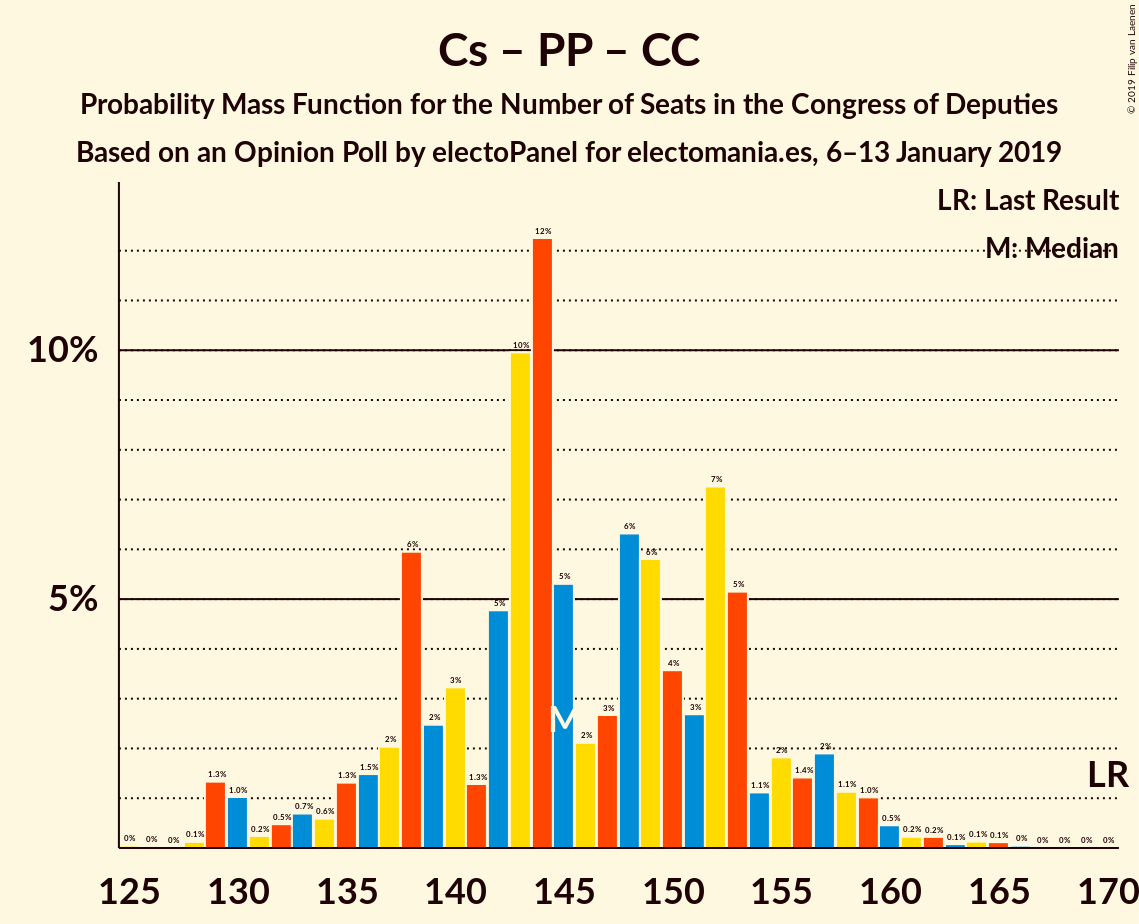 Cs – PP – CC
Probability Mass Function for the Number of Seats in the Congress of Deputies
Based on an Opinion Poll by electoPanel for electomania.es, 6–13 January 2019
© 2019 Filip van Laenen
LR: Last Result
M: Median
10%
5%
0% 0% 0% 0.1% 1.3% 1.0% 0.2% 0.5% 0.7% 0.6% 1.3% 1.5% 2% 6% 2% 3% 1.3% 5% 10% 12% 5% 2% 3% 6% 6% 4% 3% 7% 5% 1.1% 2% 1.4% 2% 1.1% 1.0% 0.5% 0.2% 0.2% 0.1% 0.1% 0.1% 0% 0% 0% 0% 0%
M
LR
125 130 135 140 145 150 155 160 165 170